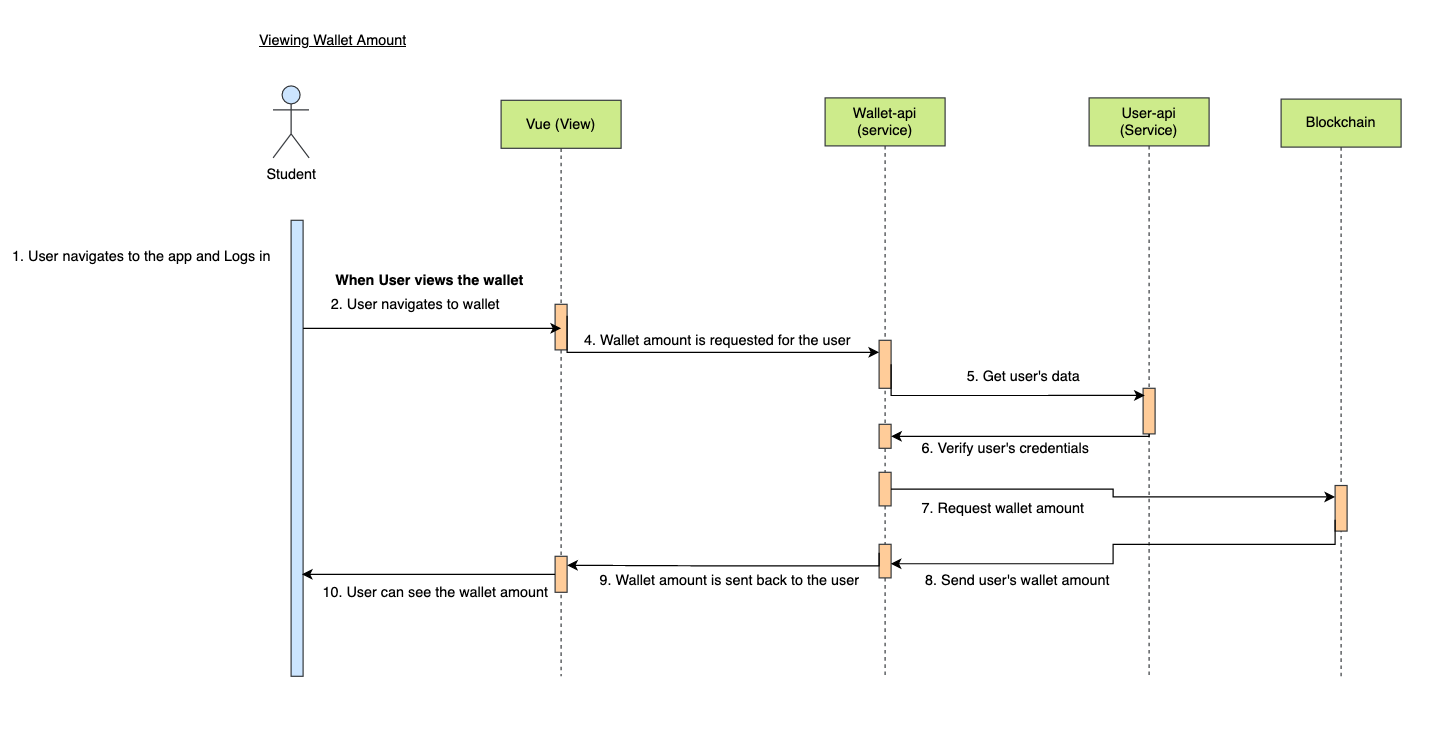 Viewing Wallet Amount
Student
Vue (View)
Wallet-api
(service)
User-api
(Service)
Blockchain
1. User navigates to the app and Logs in
When User views the wallet
2. User navigates to wallet
4. Wallet amount is requested for the user
5. Get user's data
6. Verify user's credentials
7. Request wallet amount
8. Send user's wallet amount
9. Wallet amount is sent back to the user
10. User can see the wallet amount